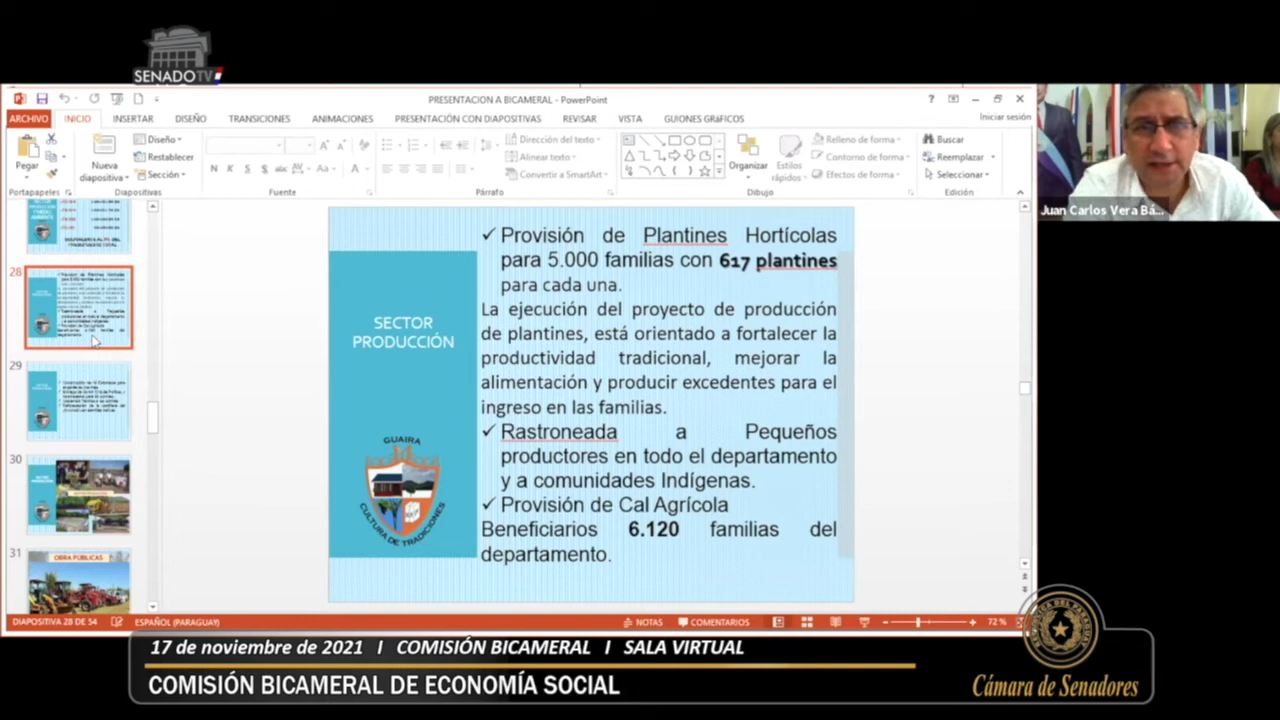 SENADO TV
PRESENTACION A BICAMERAL - PowerPoint
?
ARCHIVO INICIO INSERTAR DISEÑO TRANSICIONES ANIMACIONES PRESENTACIÓN CON DIAPOSITIVAS REVISAR VISTA GUIONES GRÁFICOS Iniciar sesión
Pegar
Nueva
diapositiva
Diseño
Restablecer
Sección
N K S S abc AV Aa A
Dirección del texto
Alinear texto
Convertir a SmartArt
Organizar
Estilos
rápidos
Relleno de forma
Contorno de forma
Efectos de forma
Buscar
Reemplazar
Seleccionar
Portapapeles Diapositivas Fuente Párrafo Dibujo Edición
Juan Carlos Vera Bá...
28
29
30
31
OBRA PÚBLICAS
SECTOR
PRODUCCIÓN
GUAIRA
CULTURA DE TRADICIONES
✓ Provisión de Plantines Hortícolas
para 5.000 familias con 617 plantines
para cada una.
La ejecución del proyecto de producción
de plantines, está orientado a fortalecer la
productividad tradicional, mejorar la
alimentación y producir excedentes para el
ingreso en las familias.
✓ Rastroneada a Pequeños
productores en todo el departamento
y a comunidades Indígenas.
✓ Provisión de Cal Agrícola
Beneficiarios 6.120 familias del
departamento.
DIAPOSITIVA 28 DE 54 ESPAÑOL (PARAGUAY) NOTAS COMENTARIOS 72 %
17 de noviembre de 2021 I COMISIÓN BICAMERAL I SALA VIRTUAL
COMISIÓN BICAMERAL DE ECONOMÍA SOCIAL
Cámara de Senadores